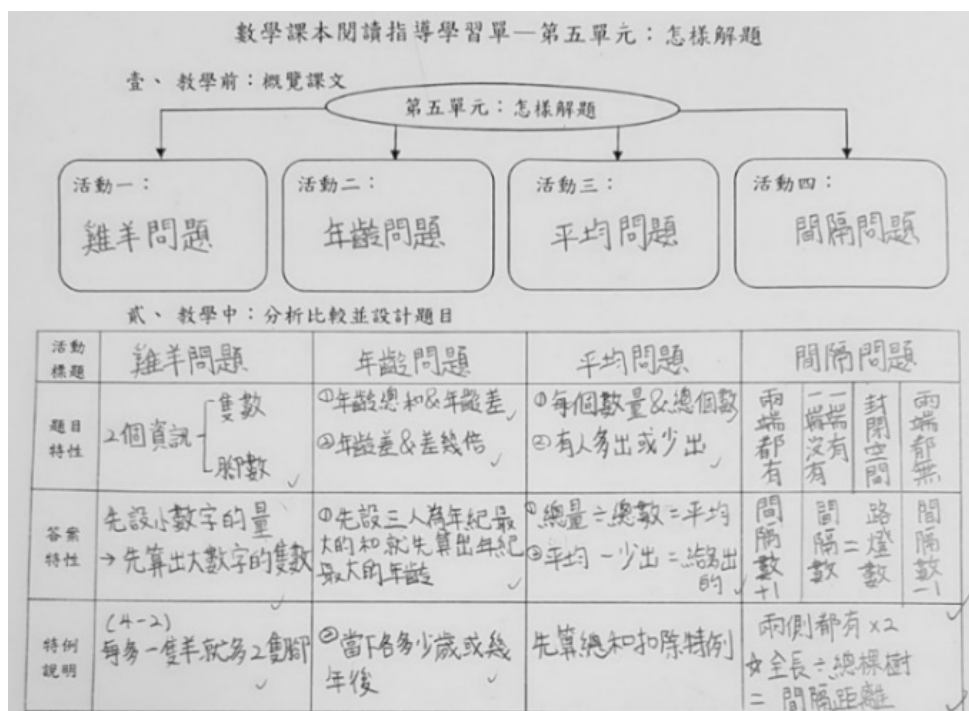 數學課本閱讀指導學習單—第五單元：怎樣解題
壹、教學前：概覽課文
第五單元：怎樣解題
活動一：
雞羊問題
活動二：
年齡問題
活動三：
平均問題
活動四：
間隔問題
貳、教學中：分析比較並設計題目
活動標題
雞羊問題
年齡問題
平均問題
間隔問題
題目特性
2個資訊
隻數
腳數
①年齡總和&年齡差
②年齡差&差幾倍
①每個數量&總個數
②有人多出或少出
兩端都有
一端有一端沒有
封閉空間
兩端都無
答案特性
先設小數字的量
→先算出大數字的隻數
①先設三人為年紀最
大的和就先算出年紀
最大的年齡
①總量÷總數=平均
②平均-少出=
的
間隔數+1
間隔數=路燈數
間隔數-1
特例說明
(4-2)
每多一隻羊就多2隻腳
②當下各多少歲或幾
年後
先算總和扣除特例
兩側都有×2
☆全長÷總棵樹
=間隔距離